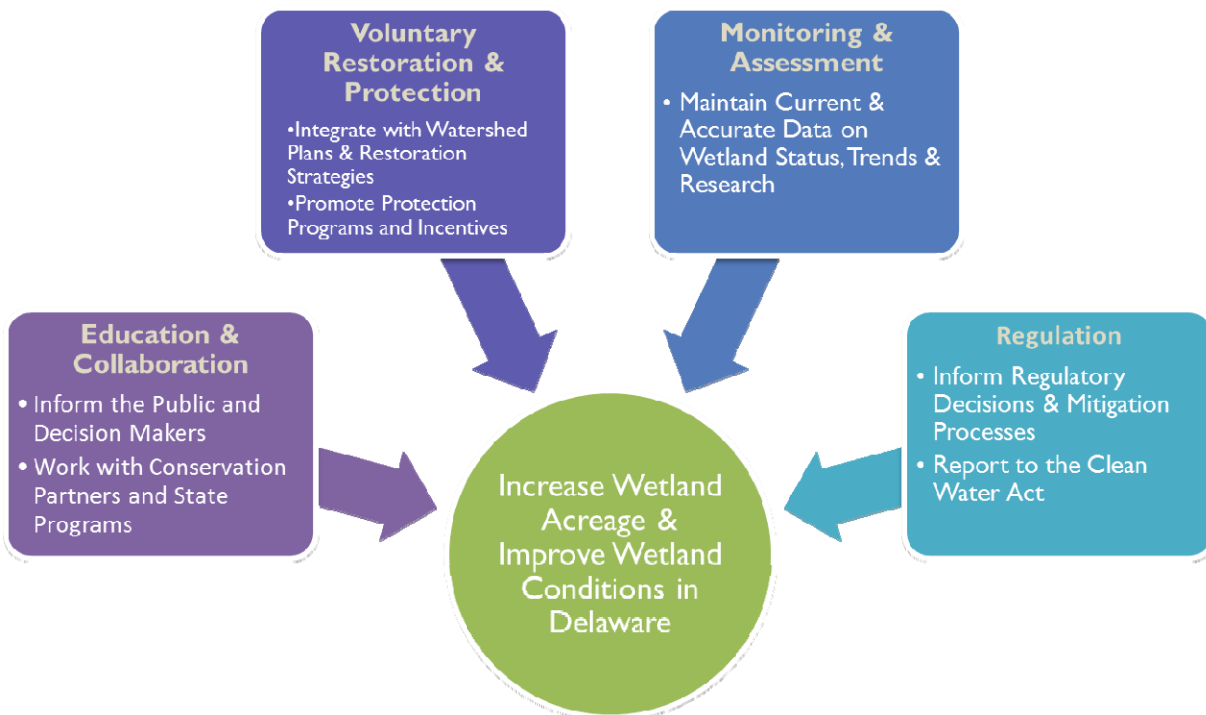 Voluntary
Restoration &
Protection
•Integrate with Watershed
Plans & Restoration
Strategies
•Promote Protection
Programs and Incentives
Monitoring &
Assessment
• Maintain Current &
Accurate Data on
Wetland Status, Trends &
Research
Education &
Collaboration
• Inform the Public and
Decision Makers
• Work with Conservation
Partners and State
Programs
Regulation
• Inform Regulatory
Decisions & Mitigation
Processes
• Report to the Clean
Water Act
Increase Wetland
Acreage &
Improve Wetland
Conditions in
Delaware